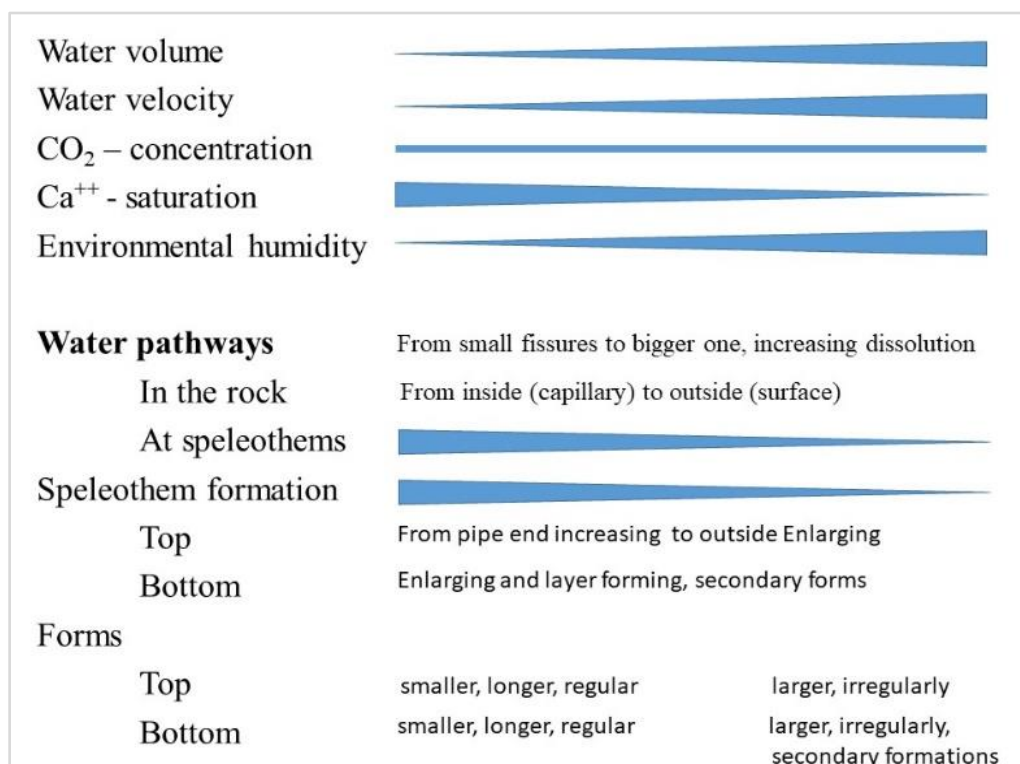 Water volume
Water velocity
CO₂ – concentration
Ca⁺⁺ - saturation
Environmental humidity
Water pathways From small fissures to bigger one, increasing dissolution
In the rock From inside (capillary) to outside (surface)
At speleothems
Speleothem formation
Top From pipe end increasing to outside Enlarging
Bottom Enlarging and layer forming, secondary forms
Forms
Top smaller, longer, regular larger, irregularly
Bottom smaller, longer, regular larger, irregularly,
secondary formations